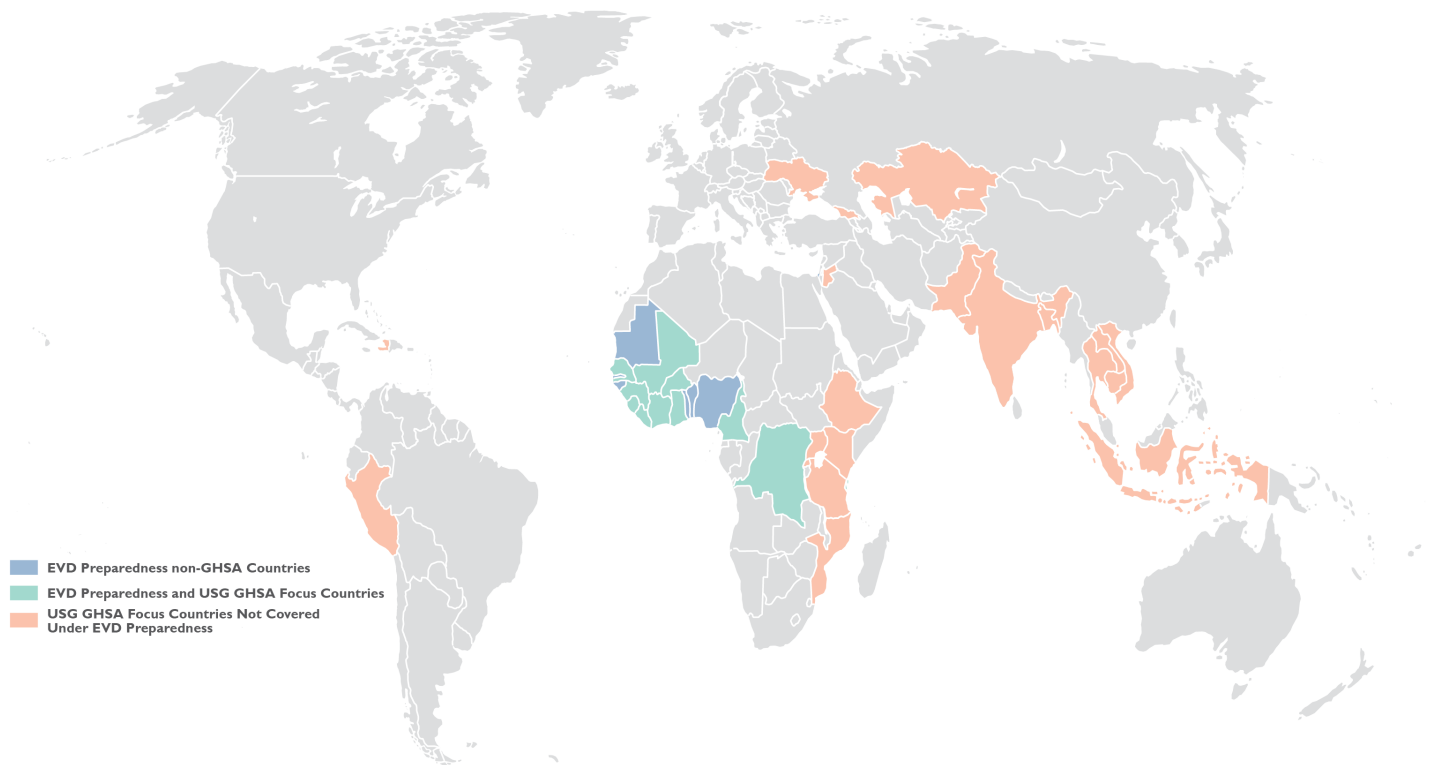 EVD Preparedness non-GHSA Countries
EVD Preparedness and USG GHSA Focus Countries
USG GHSA Focus Countries Not Covered
Under EVD Preparedness